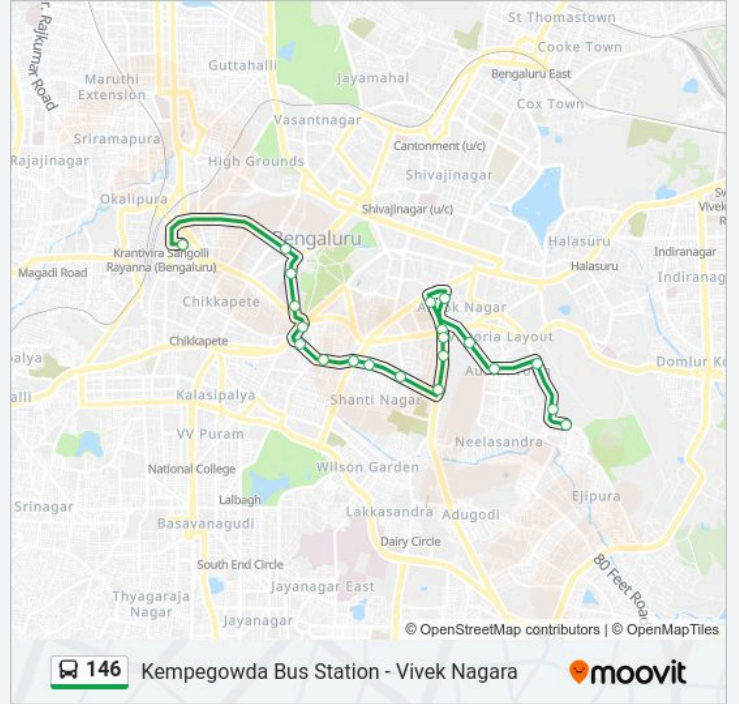 St Thomastown
Cooke Town
r. Rajkumar Road
Guttahalli
Bengaluru East
Maruthi
Extension
Jayamahal
Cox Town
Vasantnagar
Sriramapura
Cantonment (u/c)
Rajajinagar
High Grounds
Shivajinagar
Okalipura
Shivajinagar (u/c)
Bengaluru
Halasuru
Krantivira Sangolli
Rayanna (Bengaluru)
Indiranagar
Magadi Road
Halasuru
Indiranag
Chikkapete
Nagar
Chikkapete
Layout
Domlur
Kalasipalya
Shanti Nagar
VV Puram
Neelasandra
National College
Wilson Garden
Lalbagh
Ejipura
Srinagar
Lakkasandra
Adugodi
Basavanagudi
Dairy Circle
South End Circle
80 Feet Road
Jayanagar East
Thyagaraja
Nagar
Jayanagar
© OpenStreetMap contributors | © OpenMapTiles
146 Kempegowda Bus Station - Vivek Nagara
moovit